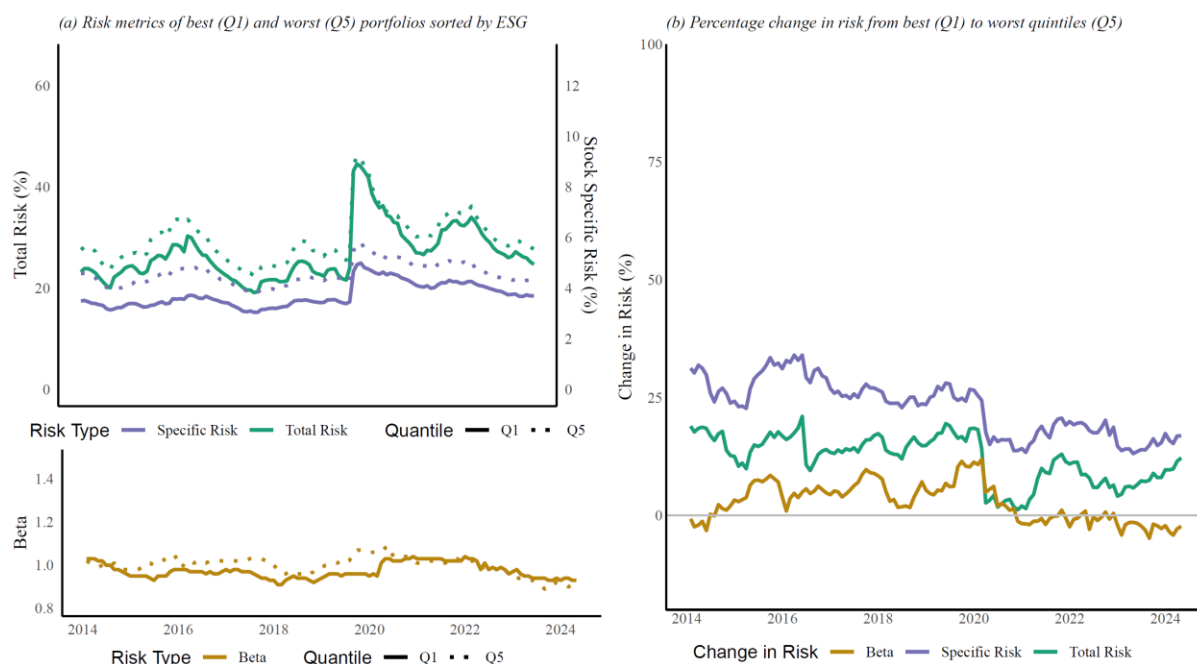 (a) Risk metrics of best (Q1) and worst (Q5) portfolios sorted by ESG
60
40
20
0
Total Risk (%)
12
10
8
6
4
2
0
Stock Specific Risk (%)
Risk Type Specific Risk Total Risk Quantile Q1 Q5
1.4
1.2
1.0
0.8
Beta
2014 2016 2018 2020 2022 2024
Risk Type Beta Quantile Q1 Q5
(b) Percentage change in risk from best (Q1) to worst quintiles (Q5)
100
75
50
25
0
Change in Risk (%)
2014 2016 2018 2020 2022 2024
Change in Risk Beta Specific Risk Total Risk